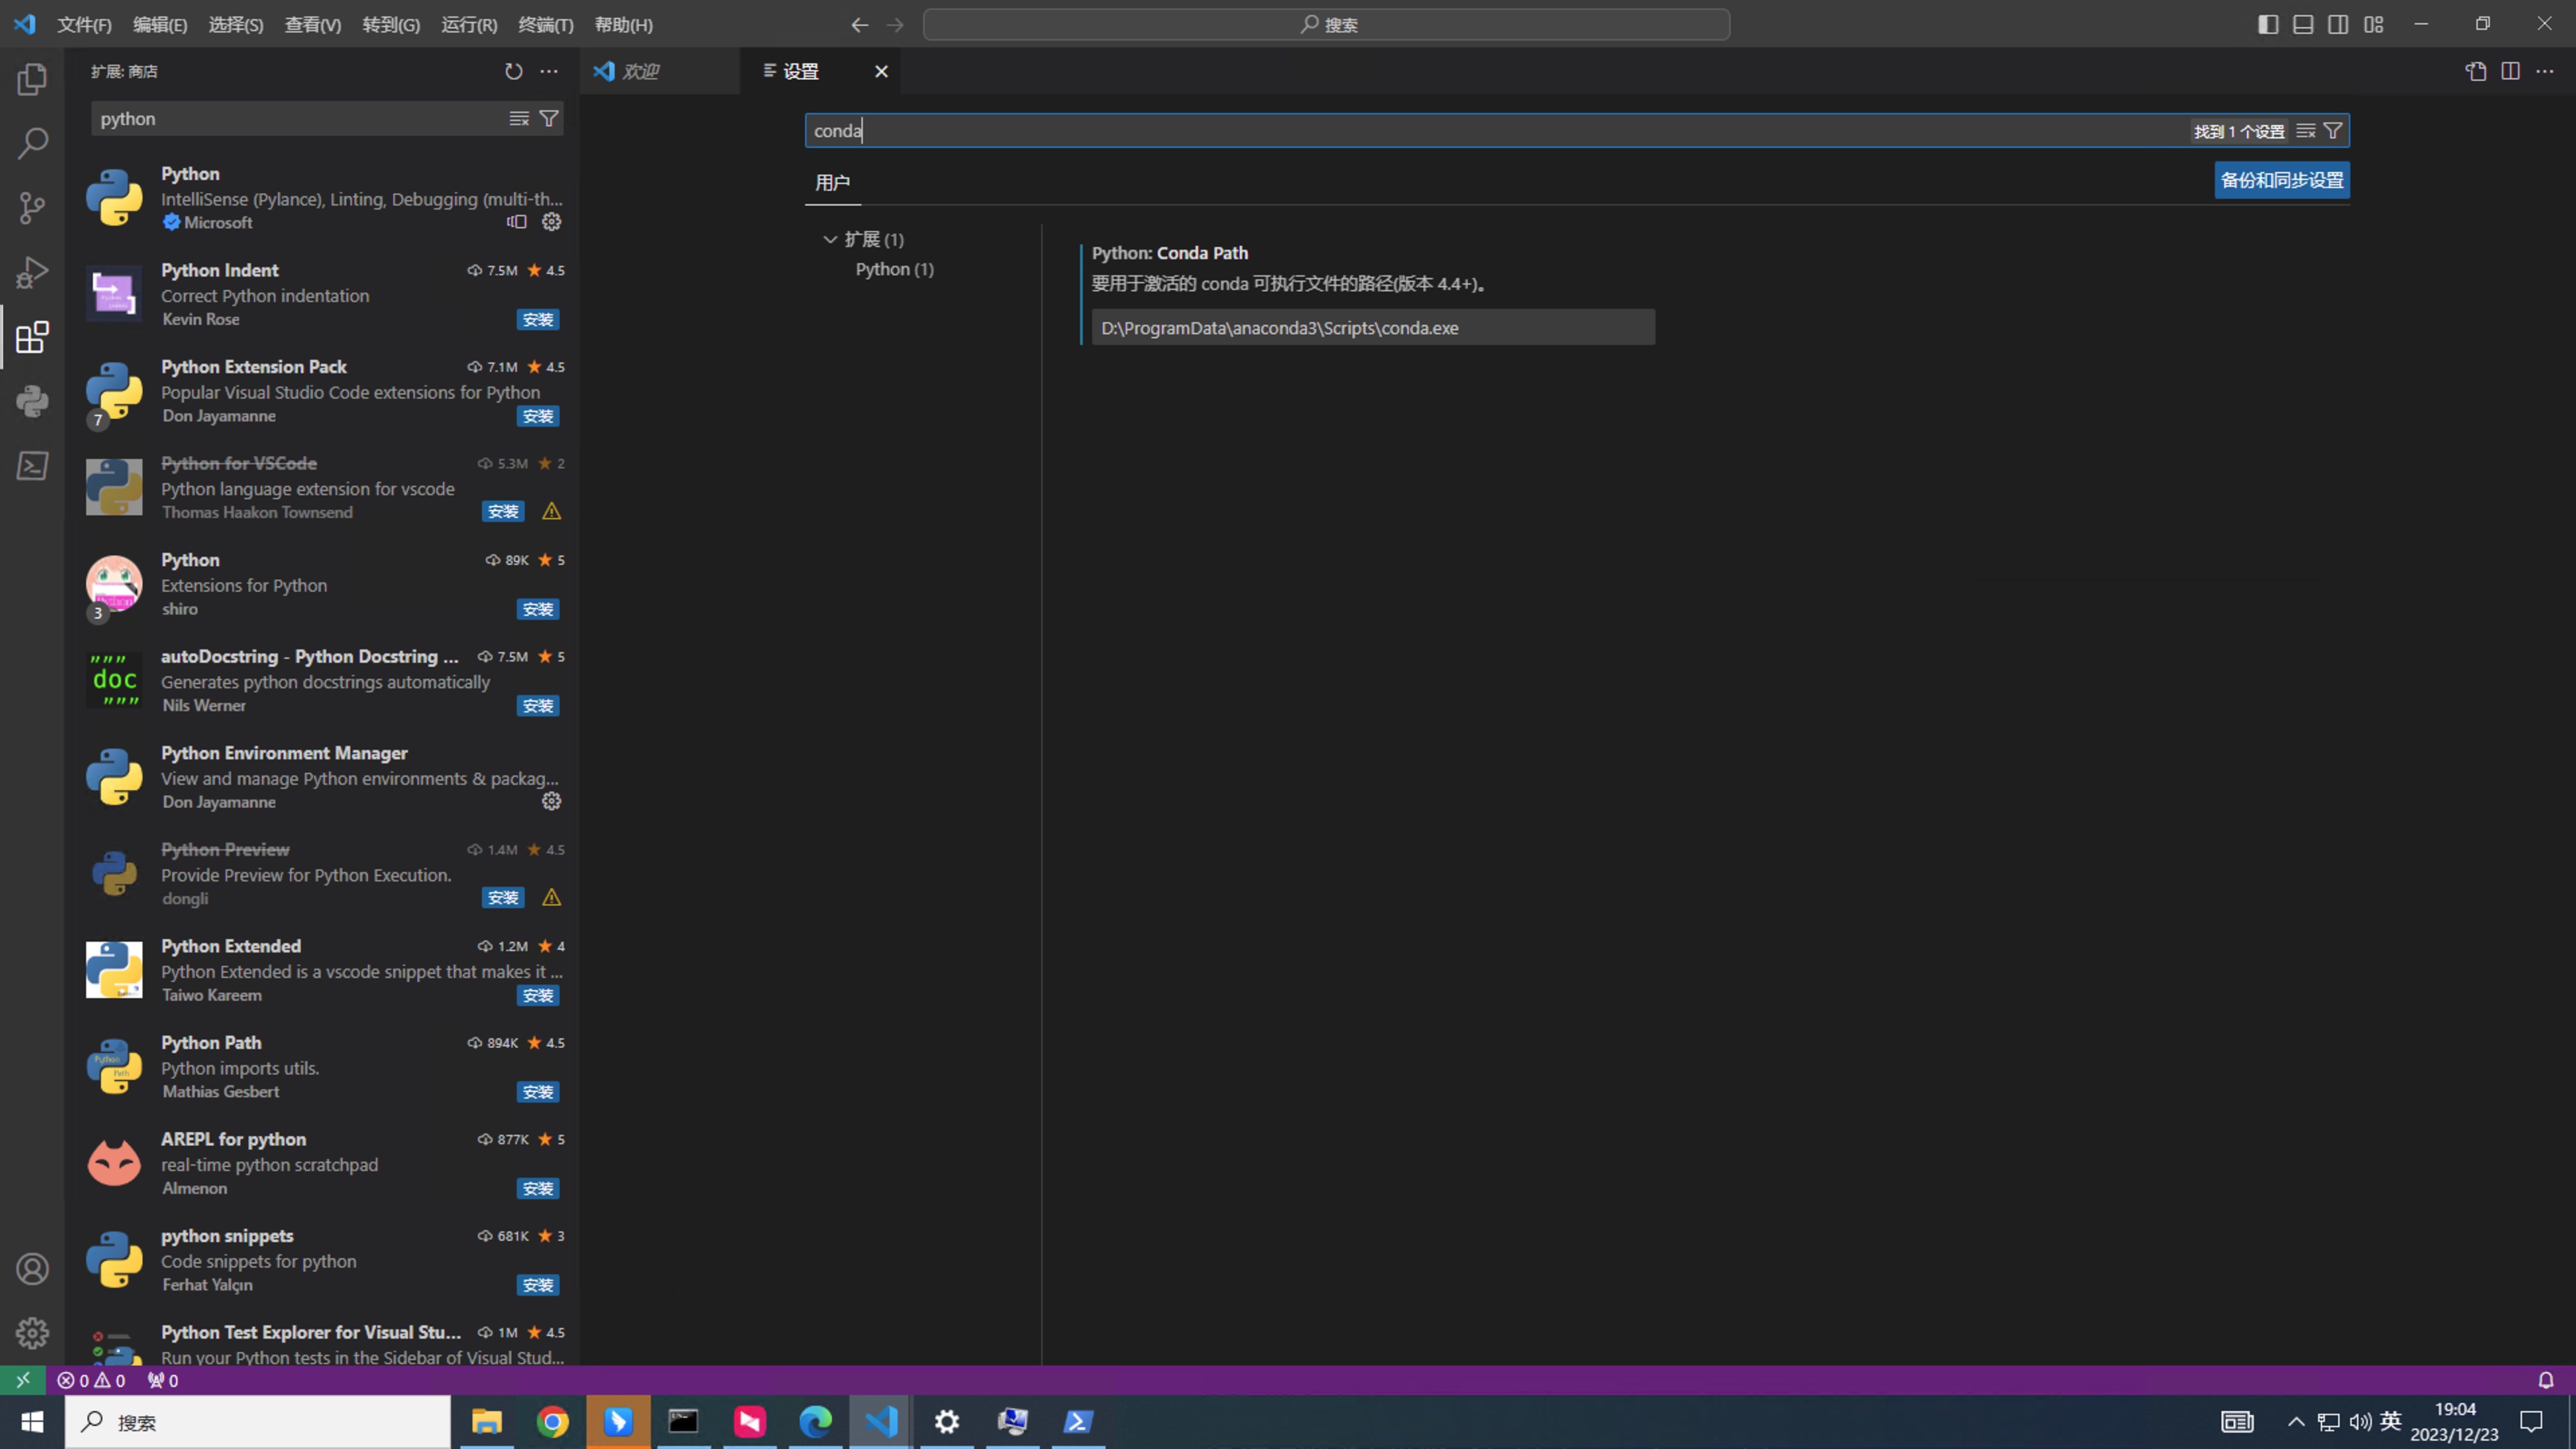 文件(F) 编辑(E) 选择(S) 查看(V) 转到(G) 运行(R) 终端(T) 帮助(H) 搜索
扩展: 商店
python
Python
IntelliSense (Pylance), Linting, Debugging (multi-th...
Microsoft
Python Indent 7.5M 4.5
Correct Python indentation
Kevin Rose 安装
Python Extension Pack 7.1M 4.5
Popular Visual Studio Code extensions for Python
7 Don Jayamanne 安装
Python for VSCode 5.3M 2
Python language extension for vscode
Thomas Haakon Townsend 安装
Python 89K 5
Extensions for Python
3 shiro 安装
autoDocstring - Python Docstring ... 7.5M 5
""" doc """ Generates python docstrings automatically
Nils Werner 安装
Python Environment Manager
View and manage Python environments & packag...
Don Jayamanne
Python Preview 1.4M 4.5
Provide Preview for Python Execution.
dongli 安装
Python Extended 1.2M 4
Python Extended is a vscode snippet that makes it ...
Taiwo Kareem 安装
Python Path 894K 4.5
Python imports utils.
Mathias Gesbert 安装
AREPL for python 877K 5
real-time python scratchpad
Almenon 安装
python snippets 681K 3
Code snippets for python
Ferhat Yalçın 安装
Python Test Explorer for Visual Stu... 1M 4.5
Run your Python tests in the Sidebar of Visual Stud...
欢迎 设置
conda 找到 1 个设置
用户 备份和同步设置
扩展 (1)
Python (1)
Python: Conda Path
要用于激活的 conda 可执行文件的路径(版本 4.4+)。
D:\ProgramData\anaconda3\Scripts\conda.exe
0 0 0
搜索 英 19:04
2023/12/23